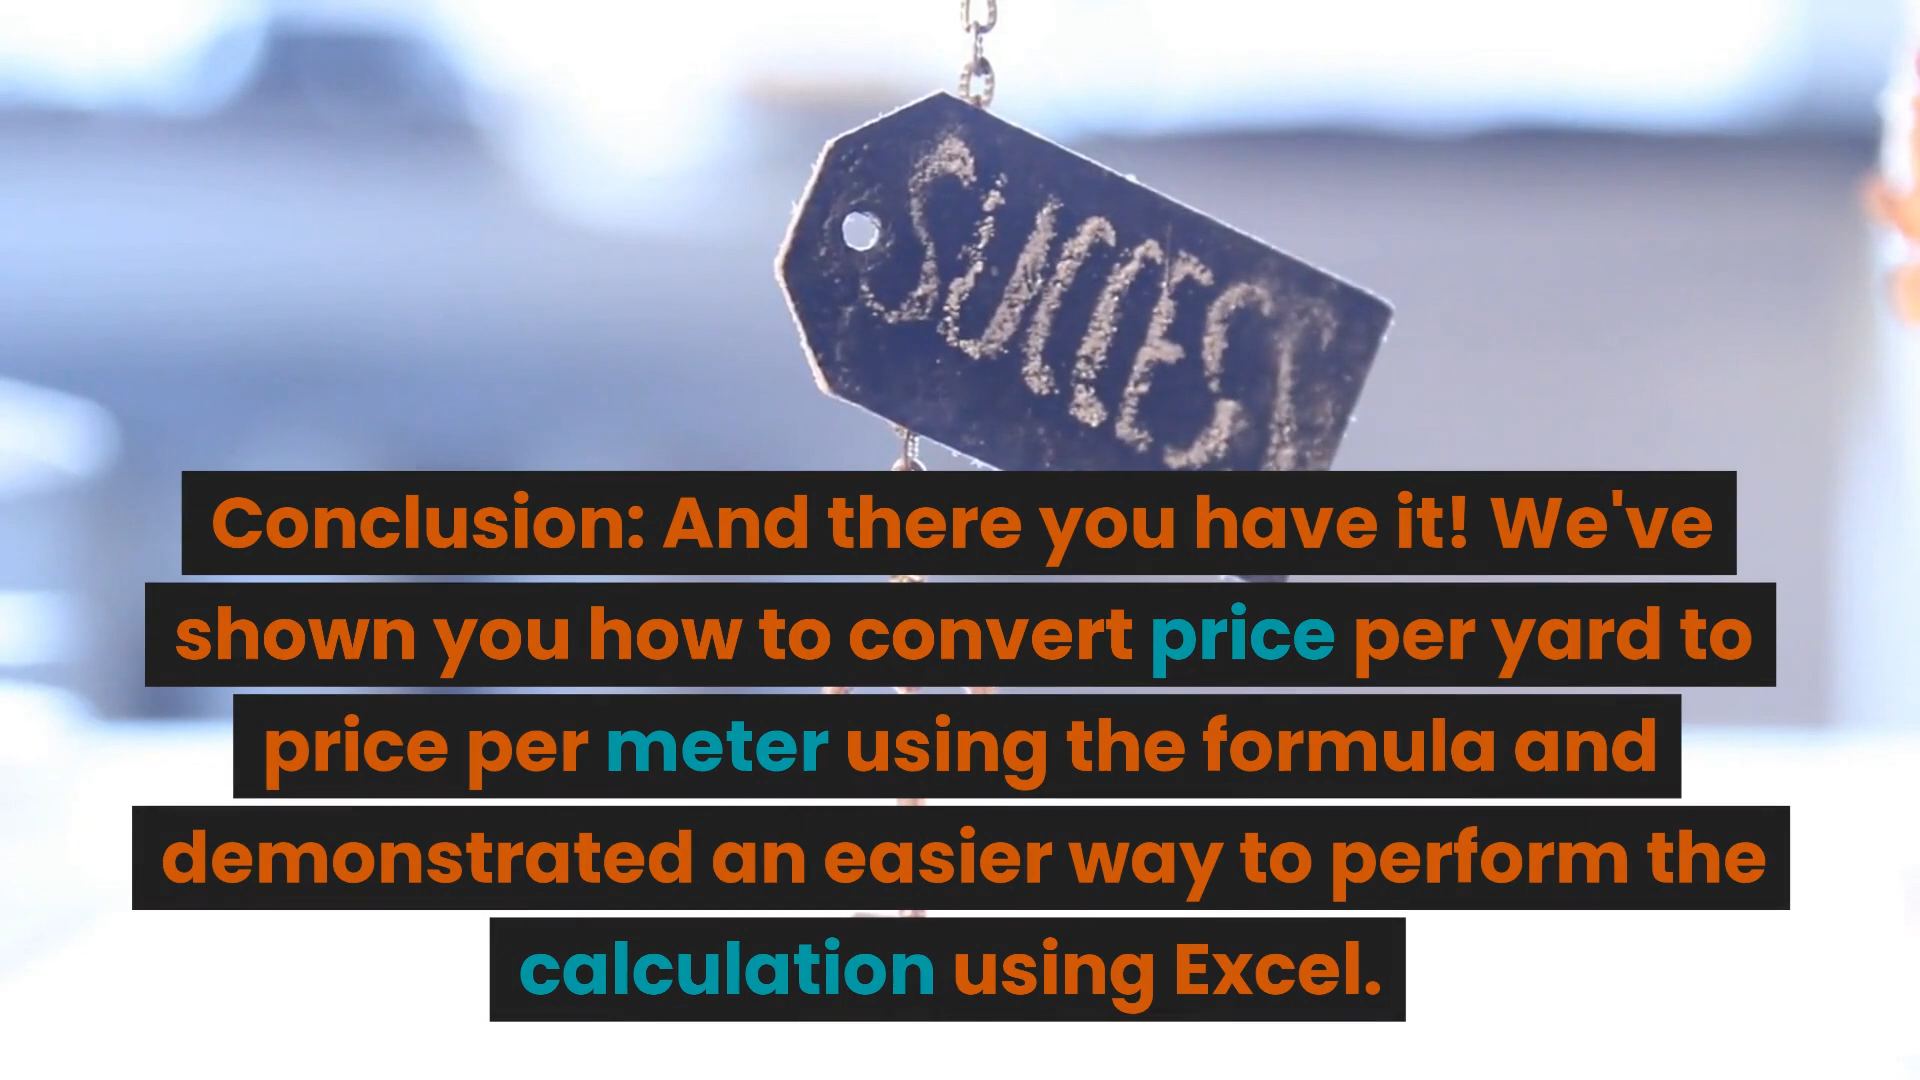 SUCCESS
Conclusion: And there you have it! We've
shown you how to convert price per yard to
price per meter using the formula and
demonstrated an easier way to perform the
calculation using Excel.